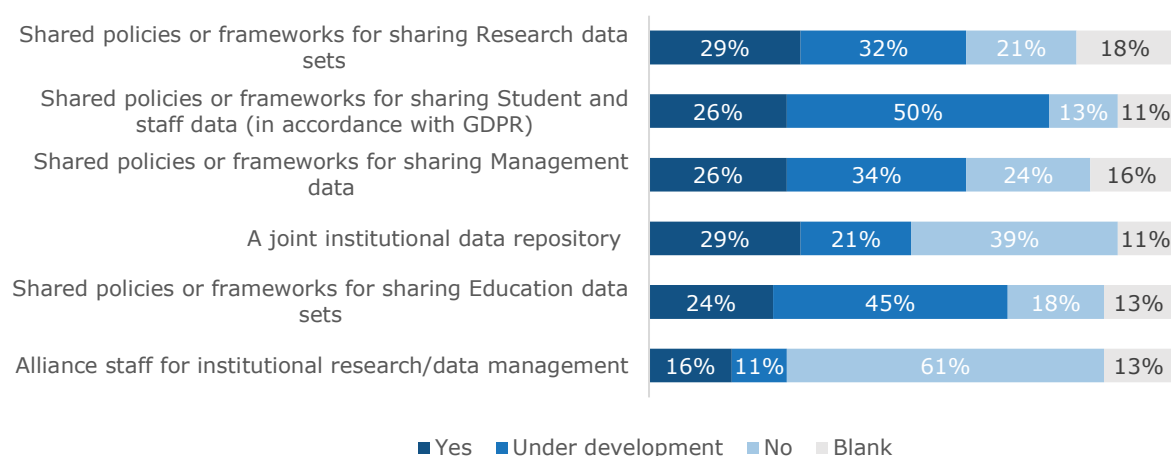 Shared policies or frameworks for sharing Research data
sets
29% 32% 21% 18%
Shared policies or frameworks for sharing Student and
staff data (in accordance with GDPR)
26% 50% 13% 11%
Shared policies or frameworks for sharing Management
data
26% 34% 24% 16%
A joint institutional data repository
29% 21% 39% 11%
Shared policies or frameworks for sharing Education data
sets
24% 45% 18% 13%
Alliance staff for institutional research/data management
16% 11% 61% 13%
Yes Under development No Blank